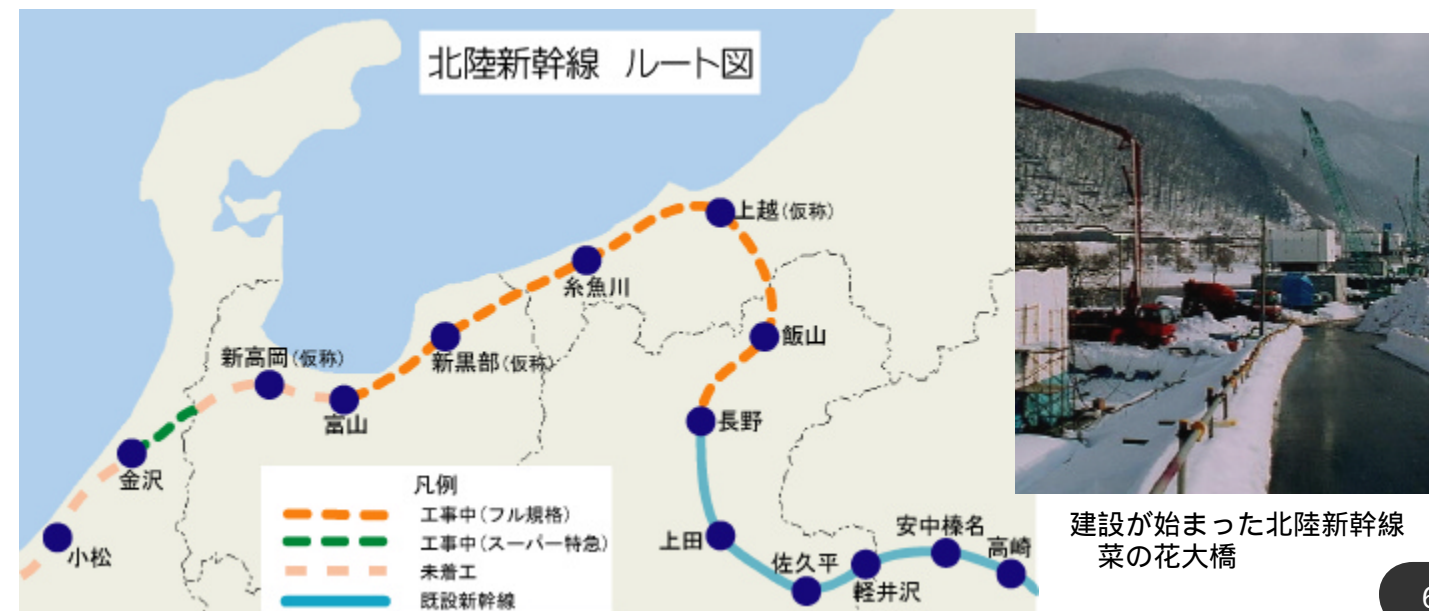 北陸新幹線 ルート図
上越(仮称)
糸魚川
飯山
新高岡(仮称)
新黒部(仮称)
富山
長野
金沢
凡例
工事中(フル規格)
工事中(スーパー特急)
未着工
既設新幹線
小松
上田
佐久平
軽井沢
安中榛名
高崎
建設が始まった北陸新幹線
菜の花大橋
6